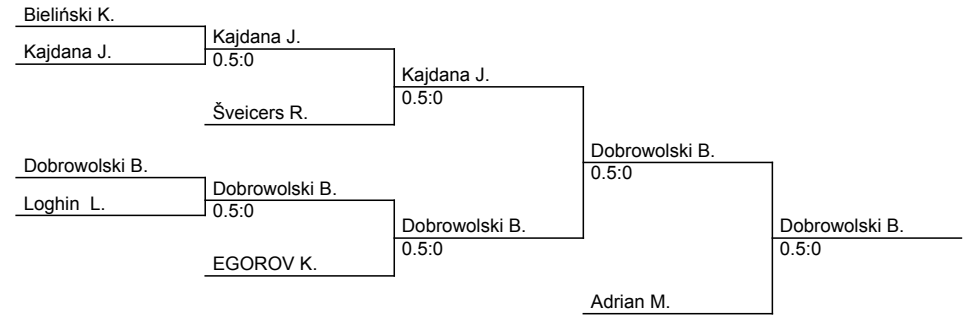 Bieliński K.
Kajdana J.
Kajdana J.
0.5:0
Kajdana J.
0.5:0
Šveicers R.
Dobrowolski B.
0.5:0
Dobrowolski B.
Dobrowolski B.
0.5:0
Loghin  L.
Dobrowolski B.
0.5:0
Dobrowolski B.
0.5:0
EGOROV K.
Adrian M.